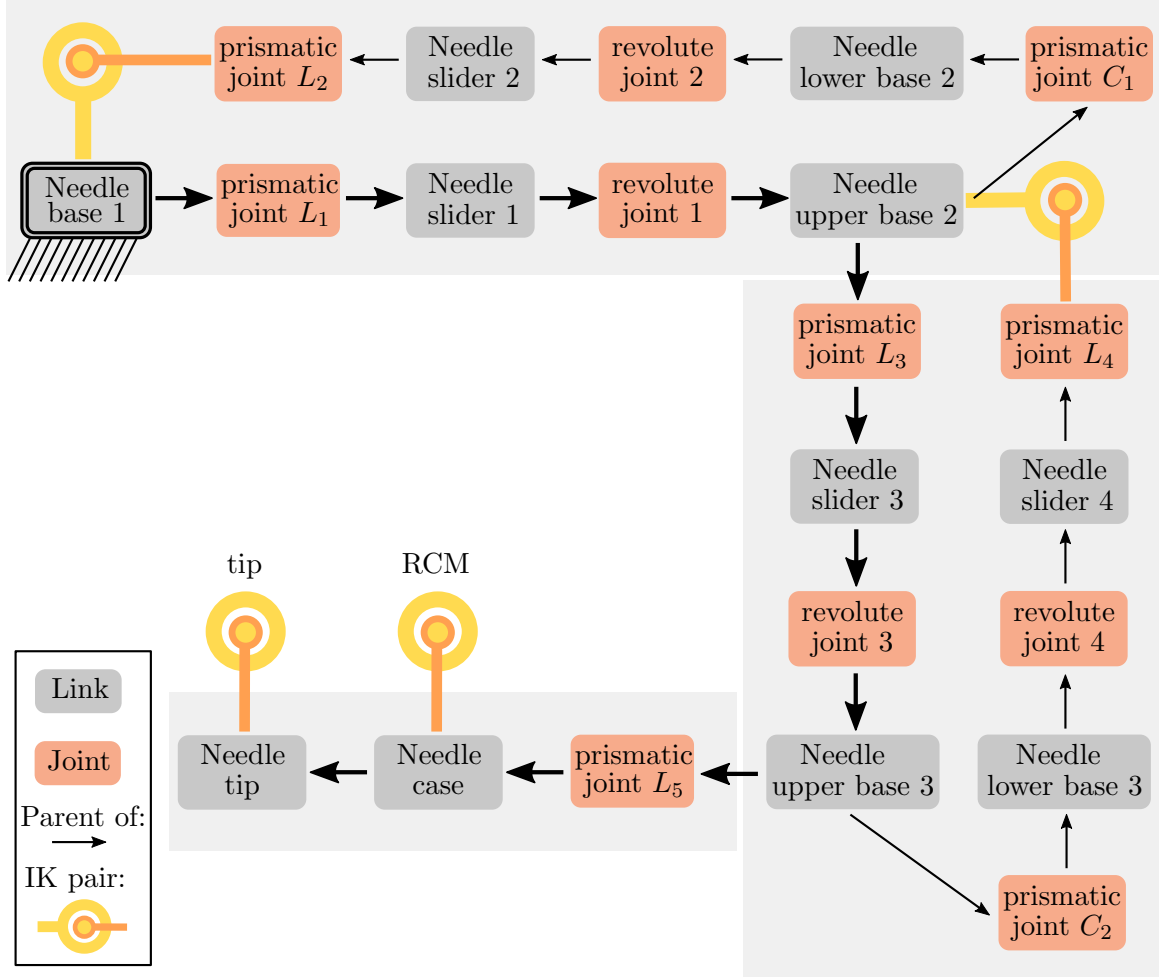 prismatic
joint L₂
Needle
slider 2
revolute
joint 2
Needle
lower base 2
prismatic
joint C₁
Needle
base 1
prismatic
joint L₁
Needle
slider 1
revolute
joint 1
Needle
upper base 2
prismatic
joint L₃
prismatic
joint L₄
Needle
slider 3
Needle
slider 4
revolute
joint 3
revolute
joint 4
tip
RCM
Needle
tip
Needle
case
prismatic
joint L₅
Needle
upper base 3
Needle
lower base 3
prismatic
joint C₂
Link
Joint
Parent of:
IK pair: